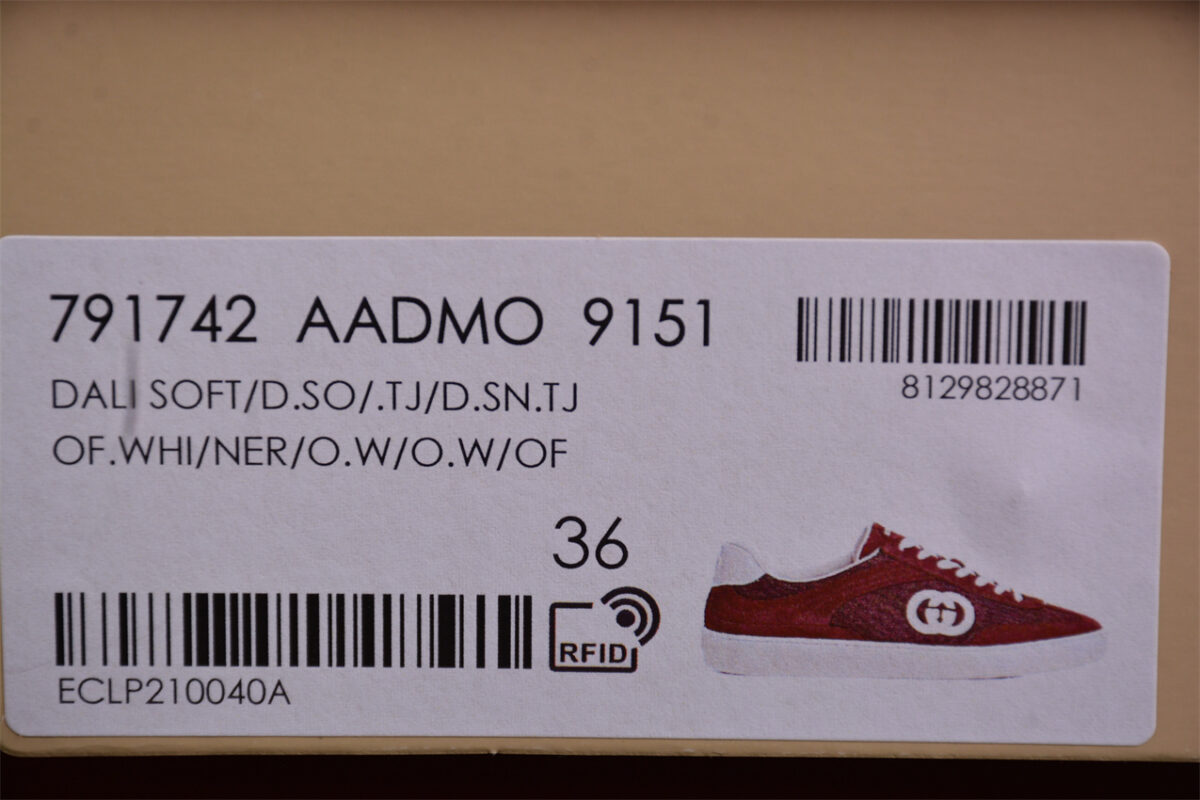 791742 AADMO 9151
8129828871
DALI SOFT/D.SO/.TJ/D.SN.TJ
OF.WHI/NER/O.W/O.W/OF
36
RFID
ECLP210040A